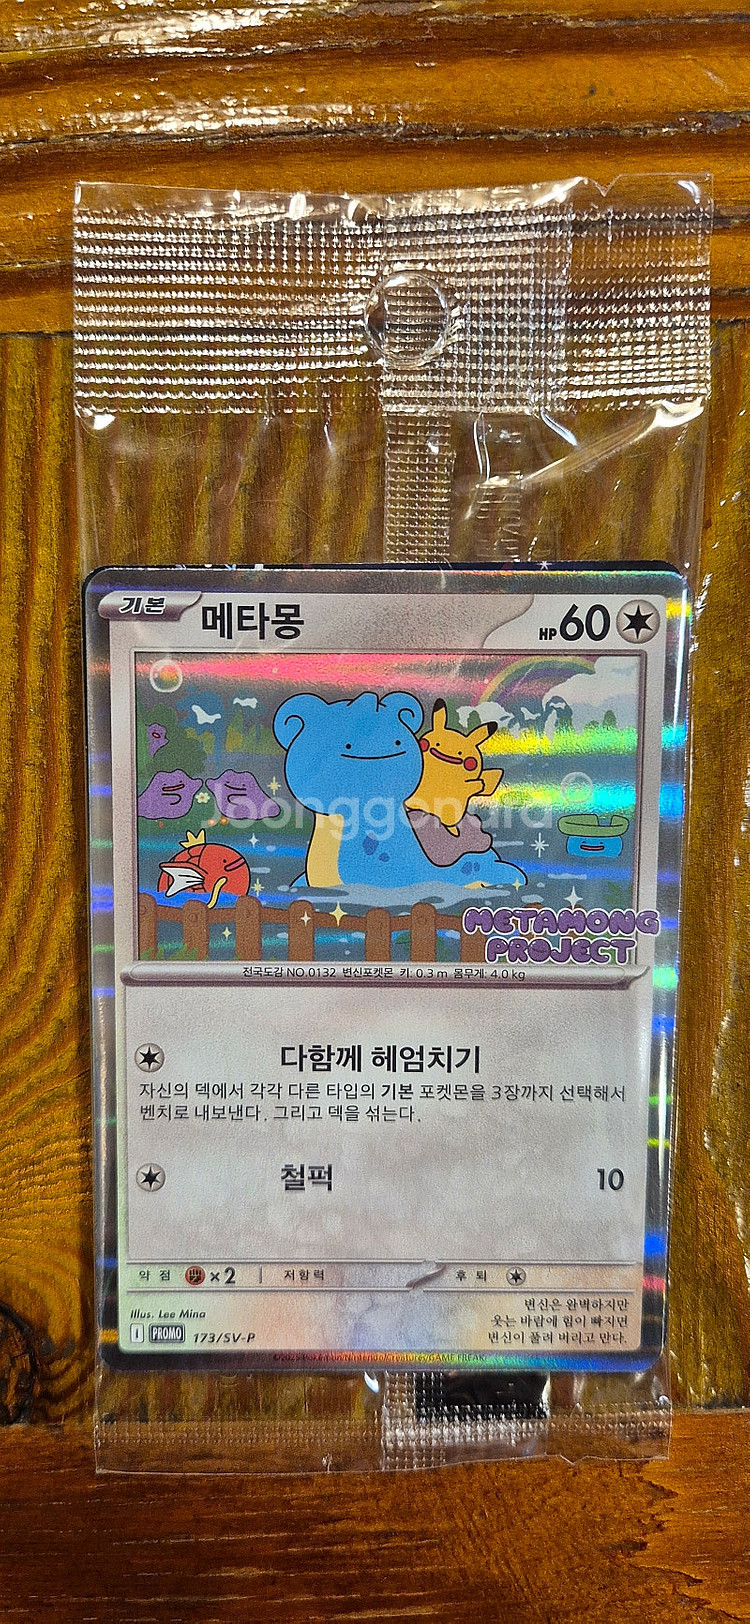 기본
메타몽
HP60
Joonggonara
METAMONG
PROJECT
전국도감 NO.0132 변신포켓몬 키: 0.3 m 몸무게: 4.0 kg
다함께 헤엄치기
자신의 덱에서 각각 다른 타입의 기본 포켓몬을 3장까지 선택해서
벤치로 내보낸다. 그리고 덱을 섞는다.
철퍽 10
약점 ×2 저항력 후퇴
Illus. Lee Mina
변신은 완벽하지만
웃는 바람에 힘이 빠지면
변신이 풀려 버리고 만다.
i PROMO 173/SV-P
Pokémon/Nintendo/Creatures/GAME FREAK